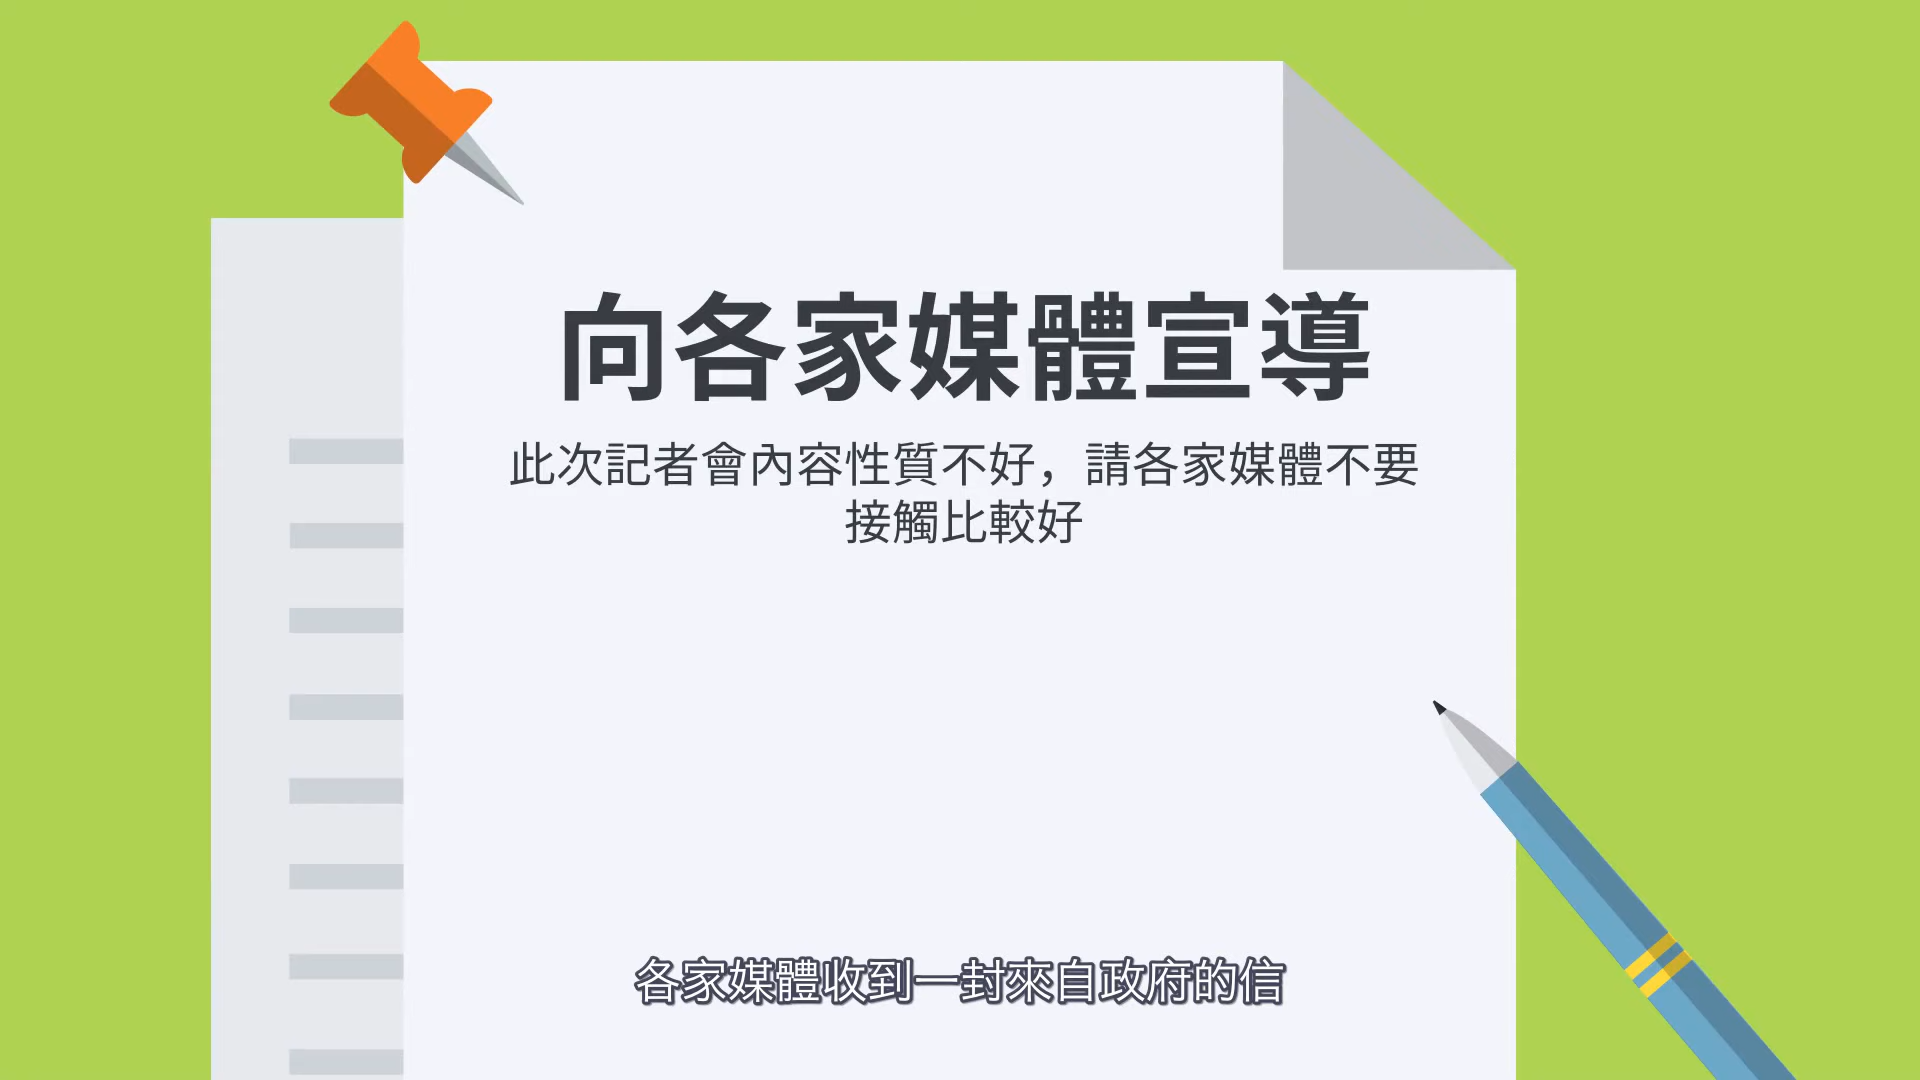 向各家媒體宣導
此次記者會內容性質不好，請各家媒體不要
接觸比較好
各家媒體收到一封來自政府的信